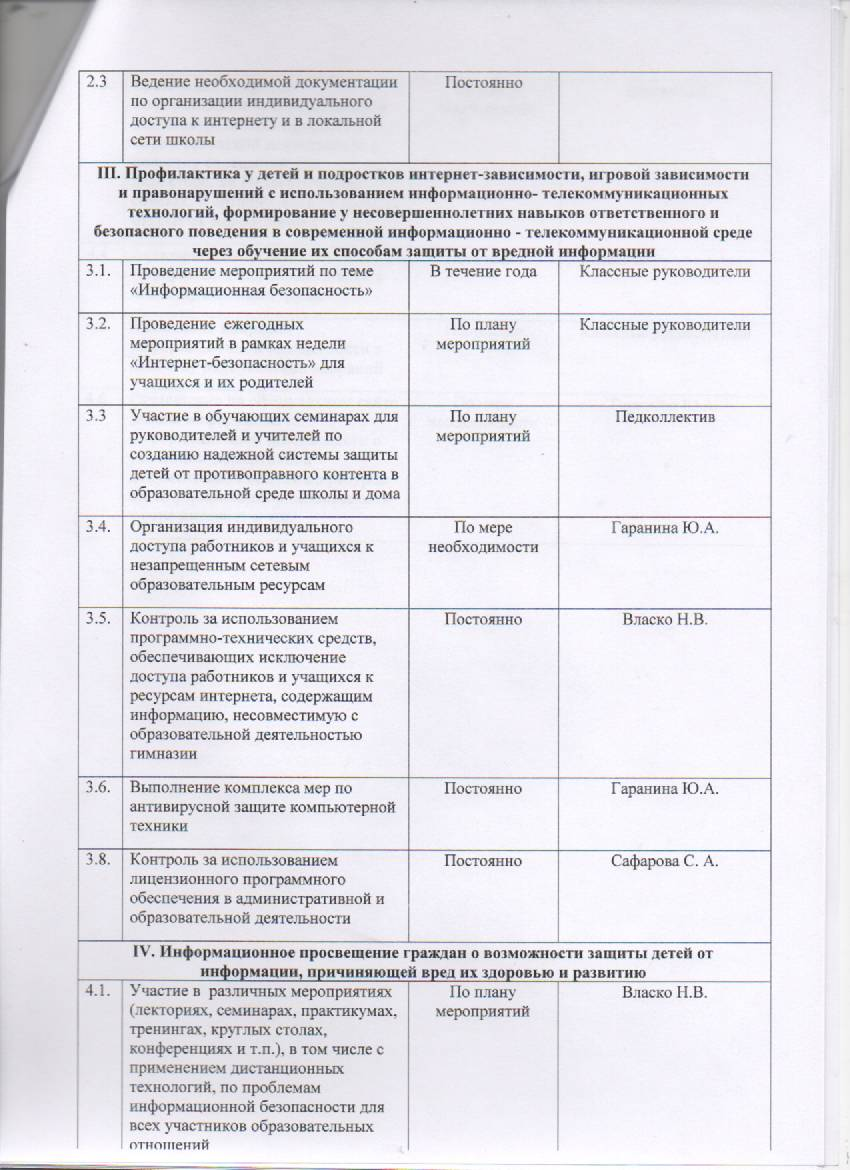 2.3 Ведение необходимой документации Постоянно
по организации индивидуального
доступа к интернету и в локальной
сети школы
III. Профилактика у детей и подростков интернет-зависимости, игровой зависимости
и правонарушений с использованием информационно- телекоммуникационных
технологий, формирование у несовершеннолетних навыков ответственного и
безопасного поведения в современной информационно - телекоммуникационной среде
через обучение их способам защиты от вредной информации
3.1. Проведение мероприятий по теме В течение года Классные руководители
«Информационная безопасность»
3.2. Проведение ежегодных По плану Классные руководители
мероприятий в рамках недели мероприятий
«Интернет-безопасность» для
учащихся и их родителей
3.3 Участие в обучающих семинарах для По плану Педколлектив
руководителей и учителей по мероприятий
созданию надежной системы защиты
детей от противоправного контента в
образовательной среде школы и дома
3.4. Организация индивидуального По мере Гаранина Ю.А.
доступа работников и учащихся к необходимости
незапрещенным сетевым
образовательным ресурсам
3.5. Контроль за использованием Постоянно Власко Н.В.
программно-технических средств,
обеспечивающих исключение
доступа работников и учащихся к
ресурсам интернета, содержащим
информацию, несовместимую с
образовательной деятельностью
гимназии
3.6. Выполнение комплекса мер по Постоянно Гаранина Ю.А.
антивирусной защите компьютерной
техники
3.8. Контроль за использованием Постоянно Сафарова С. А.
лицензионного программного
обеспечения в административной и
образовательной деятельности
IV. Информационное просвещение граждан о возможности защиты детей от
информации, причиняющей вред их здоровью и развитию
4.1. Участие в различных мероприятиях По плану Власко Н.В.
(лекториях, семинарах, практикумах, мероприятий
тренингах, круглых столах,
конференциях и т.п.), в том числе с
применением дистанционных
технологий, по проблемам
информационной безопасности для
всех участников образовательных
отношений